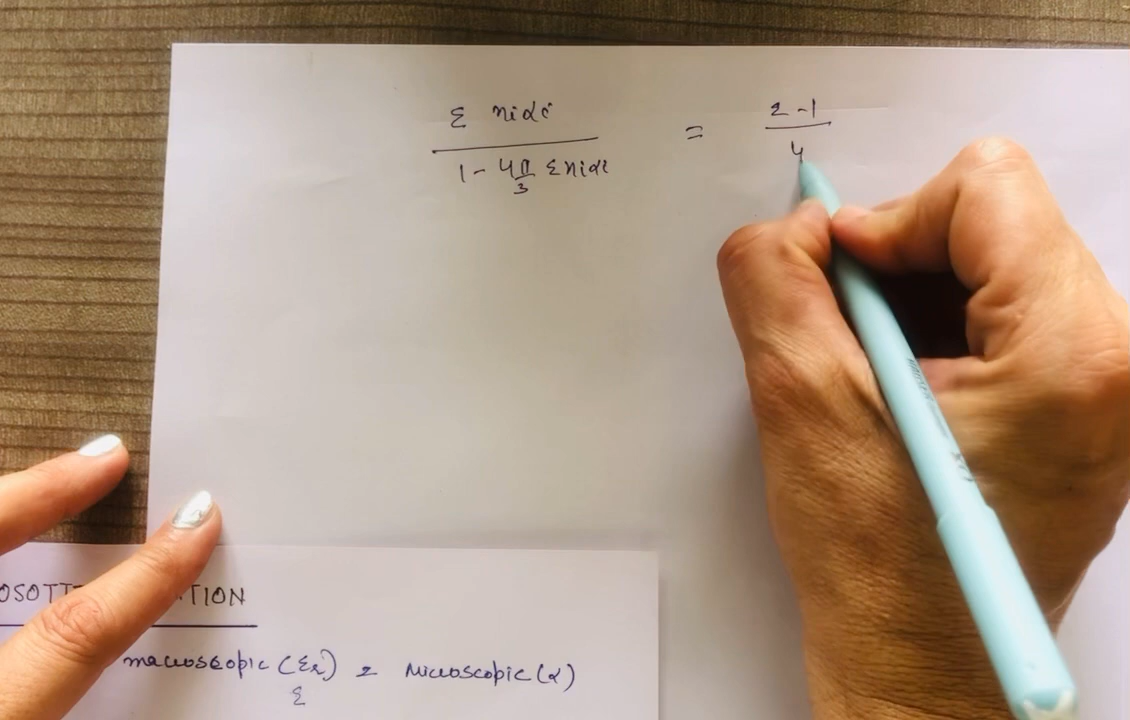 Σ niαi / 1 - 4π/3 Σniαi = ε-1 / 4
OSOTT TION
macroscopic (εr) = Microscopic (α)
ε